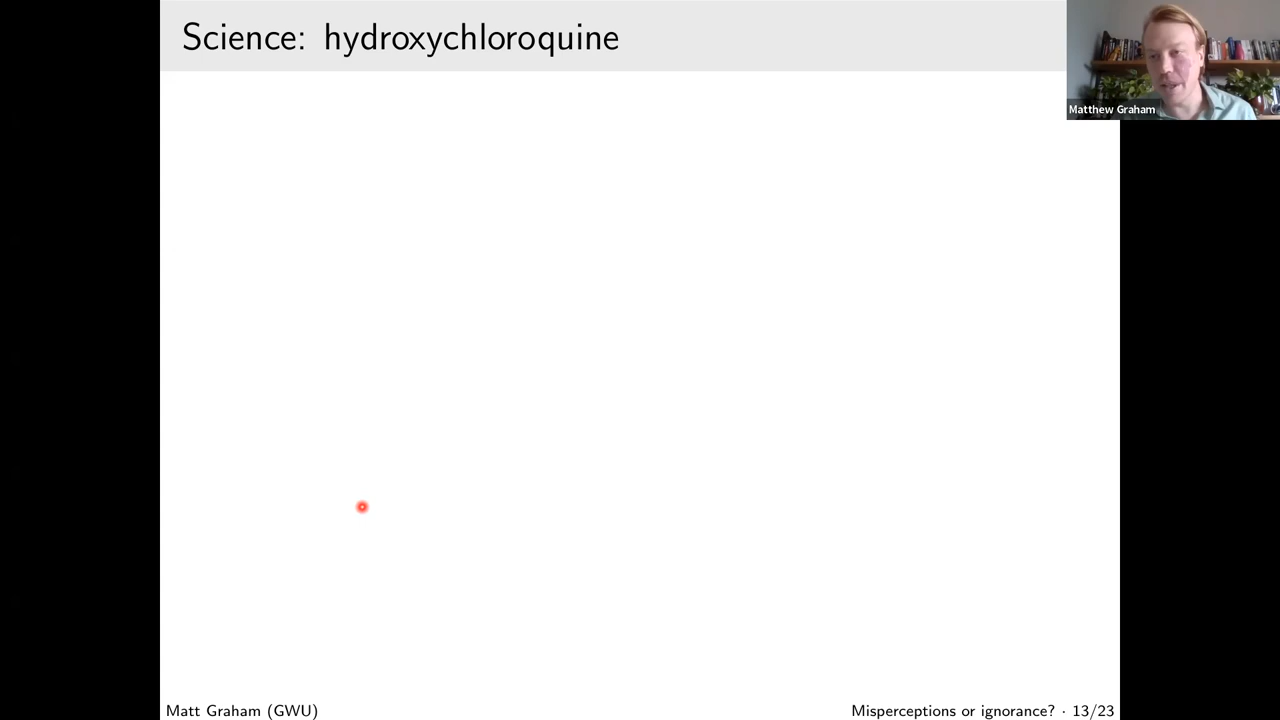 Science: hydroxychloroquine
Matthew Graham
Matt Graham (GWU)
Misperceptions or ignorance? · 13/23